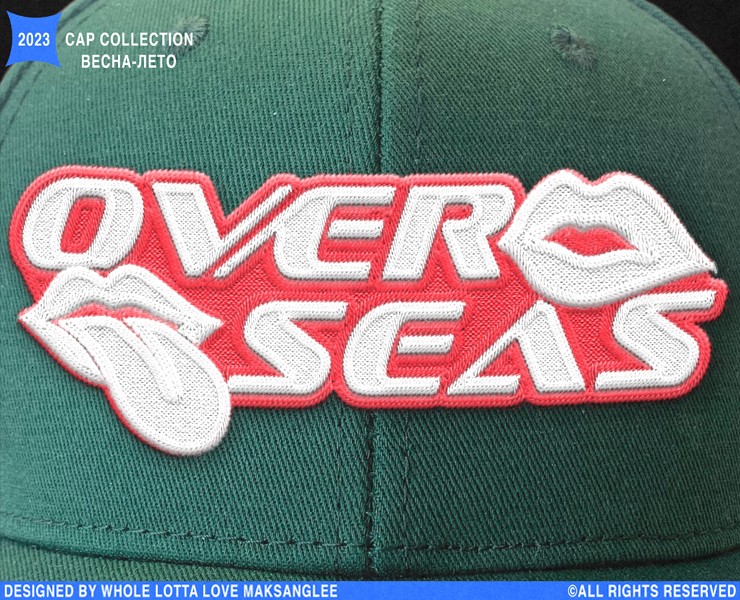 2023
CAP COLLECTION
ВЕСНА-ЛЕТО
OVER
SEAS
DESIGNED BY WHOLE LOTTA LOVE MAKSANGLEE
©ALL RIGHTS RESERVED